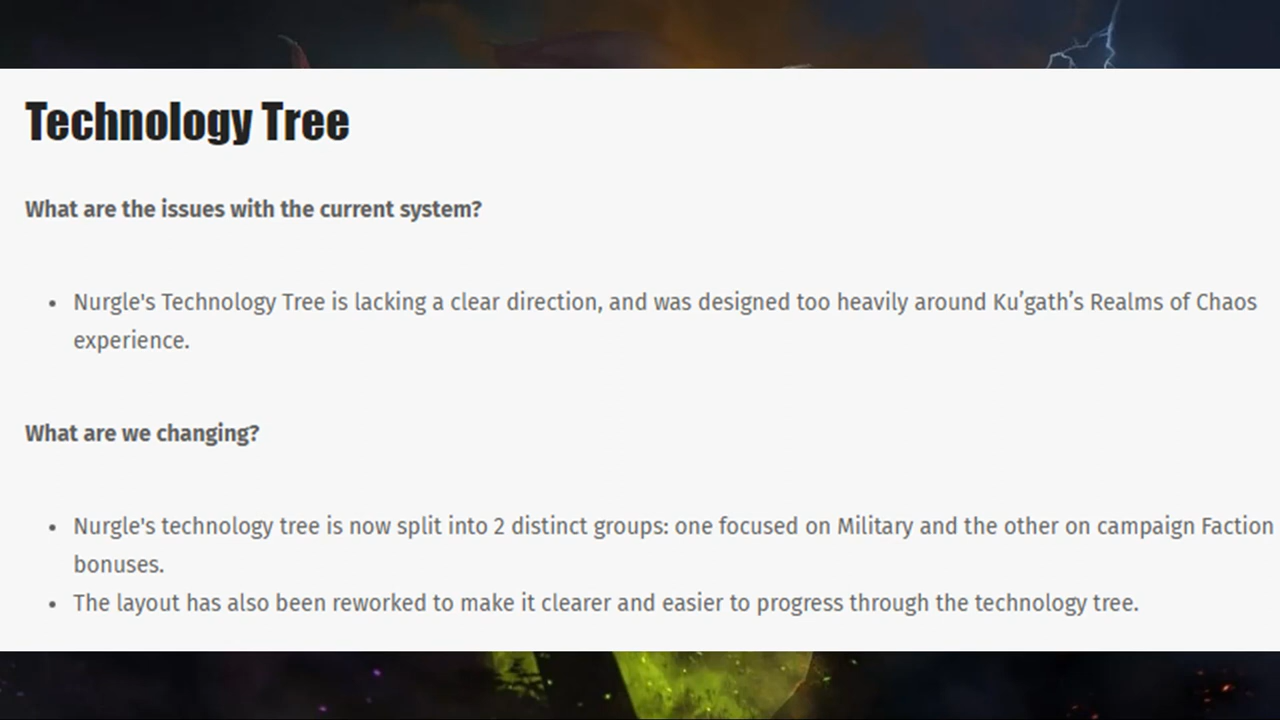 Technology Tree
What are the issues with the current system?
• Nurgle's Technology Tree is lacking a clear direction, and was designed too heavily around Ku’gath’s Realms of Chaos
experience.
What are we changing?
• Nurgle's technology tree is now split into 2 distinct groups: one focused on Military and the other on campaign Faction
bonuses.
• The layout has also been reworked to make it clearer and easier to progress through the technology tree.